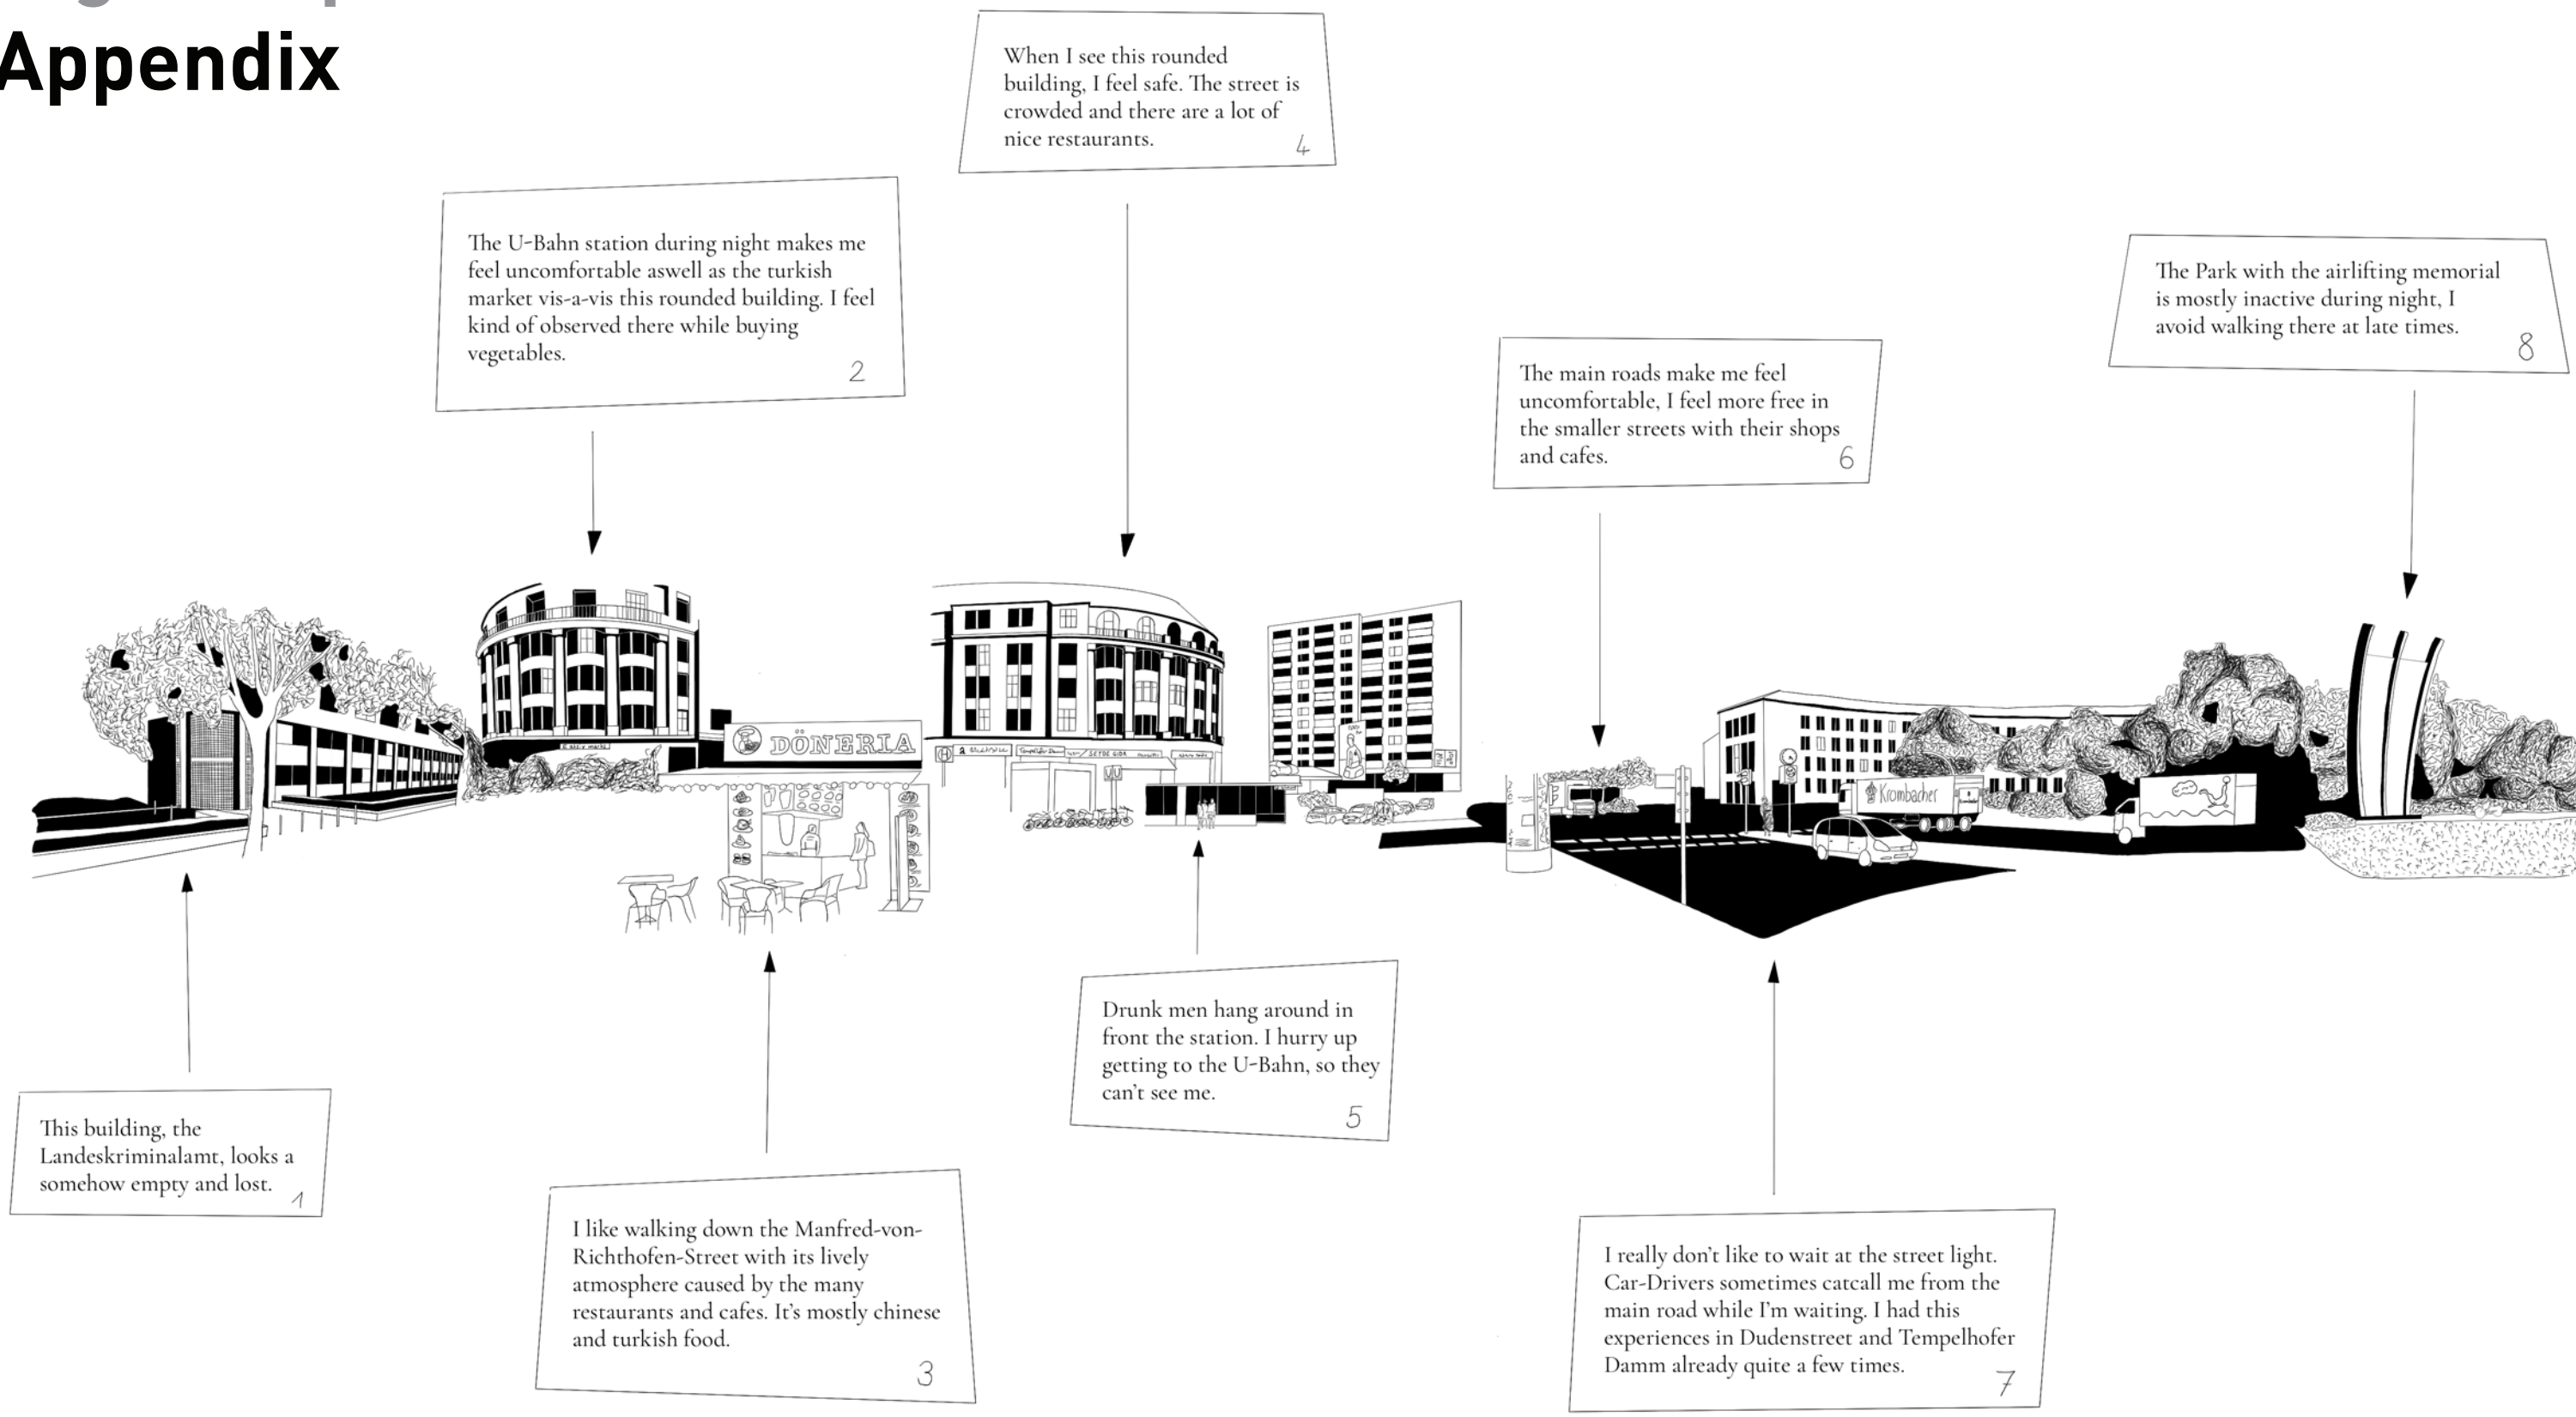 Appendix
When I see this rounded
building, I feel safe. The street is
crowded and there are a lot of
nice restaurants.
4
The U-Bahn station during night makes me
feel uncomfortable aswell as the turkish
market vis-a-vis this rounded building. I feel
kind of observed there while buying
vegetables.
2
The Park with the airlifting memorial
is mostly inactive during night, I
avoid walking there at late times.
8
The main roads make me feel
uncomfortable, I feel more free in
the smaller streets with their shops
and cafes.
6
DÖNERIA
H
U
Krombacher
Drunk men hang around in
front the station. I hurry up
getting to the U-Bahn, so they
can't see me.
5
This building, the
Landeskriminalamt, looks a
somehow empty and lost.
1
I like walking down the Manfred-von-
Richthofen-Street with its lively
atmosphere caused by the many
restaurants and cafes. It's mostly chinese
and turkish food.
3
I really don't like to wait at the street light.
Car-Drivers sometimes catcall me from the
main road while I'm waiting. I had this
experiences in Dudenstreet and Tempelhofer
Damm already quite a few times.
7